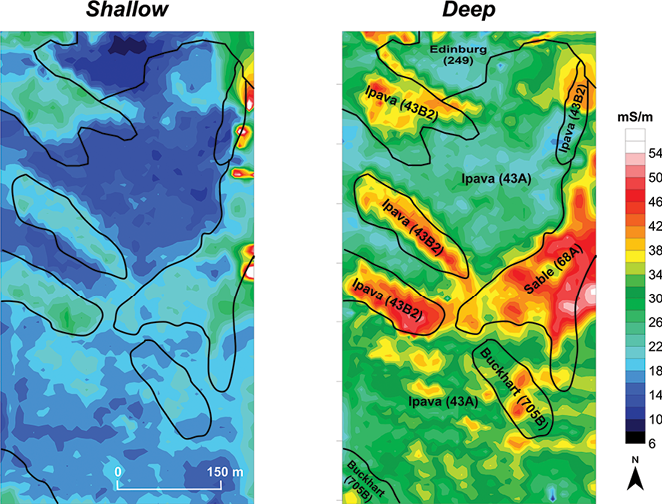 Shallow
Deep
Edinburg
(249)
Ipava (43B2)
Ipava (43B2)
mS/m
54
50
46
42
38
34
30
26
22
18
14
10
6
Ipava (43A)
Ipava (43B2)
Sable (68A)
Ipava (43B2)
Buckhart (705B)
Ipava (43A)
Buckhart
(705B)
0 150 m
N